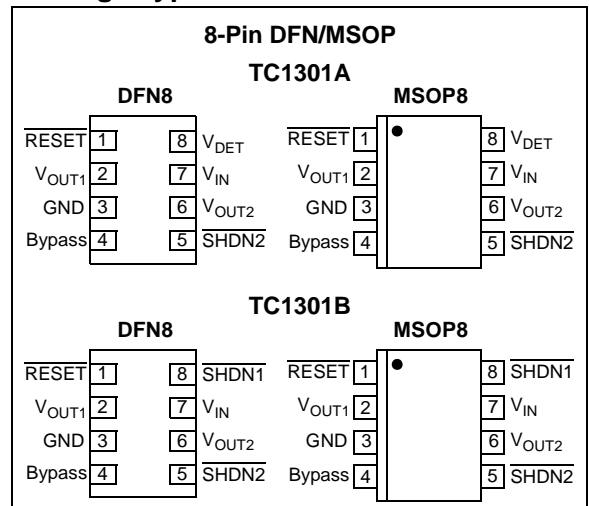 8-Pin DFN/MSOP
TC1301A
DFN8 MSOP8
RESET 1 8 VDET RESET 1 8 VDET
VOUT1 2 7 VIN VOUT1 2 7 VIN
GND 3 6 VOUT2 GND 3 6 VOUT2
Bypass 4 5 SHDN2 Bypass 4 5 SHDN2
TC1301B
DFN8 MSOP8
RESET 1 8 SHDN1 RESET 1 8 SHDN1
VOUT1 2 7 VIN VOUT1 2 7 VIN
GND 3 6 VOUT2 GND 3 6 VOUT2
Bypass 4 5 SHDN2 Bypass 4 5 SHDN2